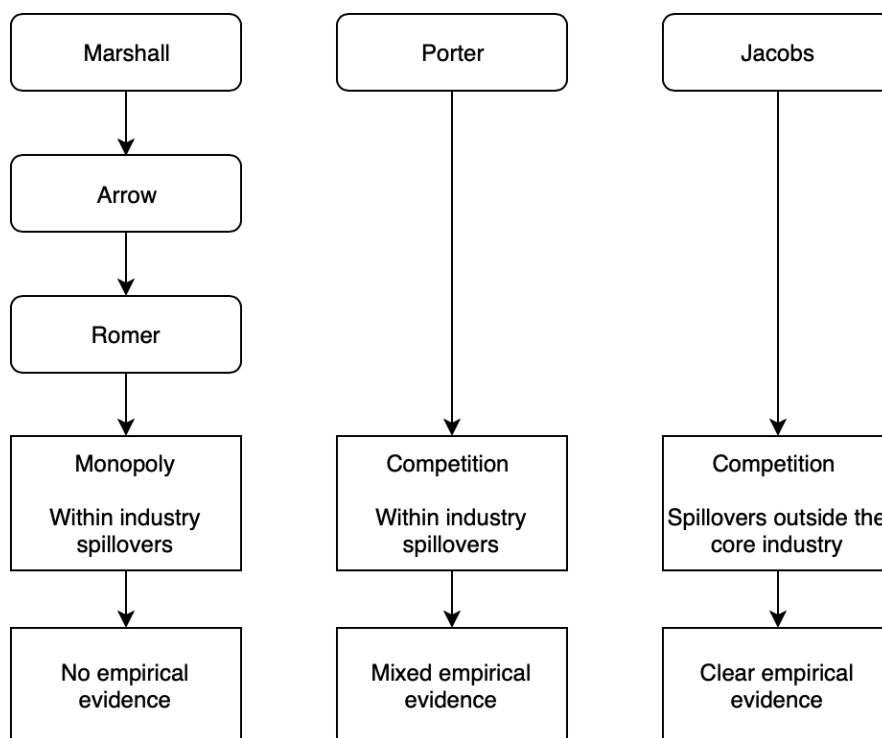 Marshall
Porter
Jacobs
Arrow
Romer
Monopoly
Within industry
spillovers
Competition
Within industry
spillovers
Competition
Spillovers outside the
core industry
No empirical
evidence
Mixed empirical
evidence
Clear empirical
evidence